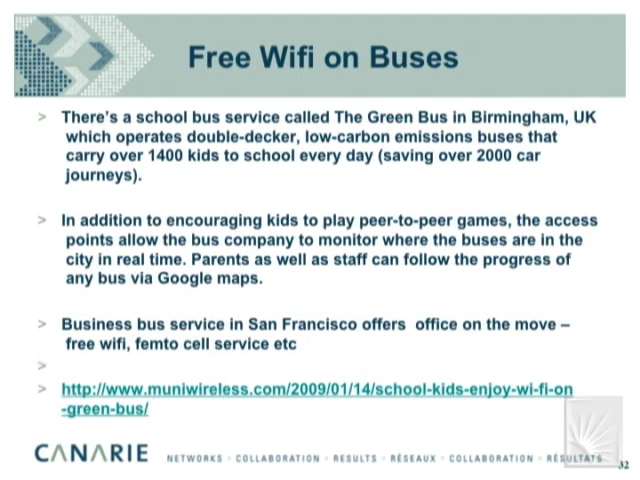 Free Wifi on Buses
> There's a school bus service called The Green Bus in Birmingham, UK
which operates double-decker, low-carbon emissions buses that
carry over 1400 kids to school every day (saving over 2000 car
journeys).
> In addition to encouraging kids to play peer-to-peer games, the access
points allow the bus company to monitor where the buses are in the
city in real time. Parents as well as staff can follow the progress of
any bus via Google maps.
> Business bus service in San Francisco offers office on the move –
free wifi, femto cell service etc
>
> http://www.muniwireless.com/2009/01/14/school-kids-enjoy-wi-fi-on
-green-bus/
CANARIE NETWORKS · COLLABORATION · RESULTS · RÉSEAUX · COLLABORATION · RÉSULTATS
32